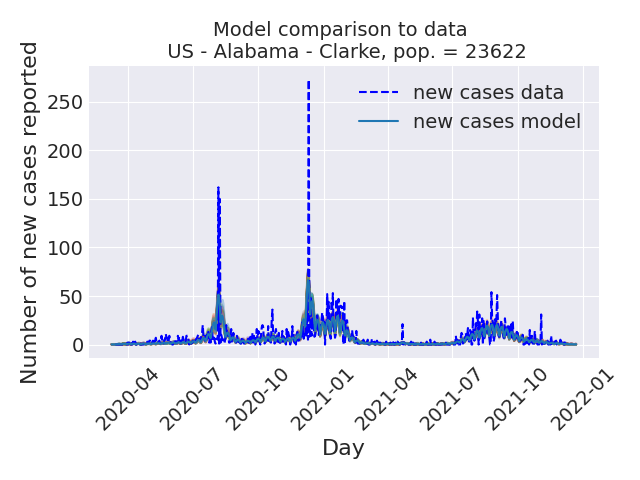 Model comparison to data
US - Alabama - Clarke, pop. = 23622
new cases data
new cases model
Number of new cases reported
250
200
150
100
50
0
2020-04
2020-07
2020-10
2021-01
2021-04
2021-07
2021-10
2022-01
Day